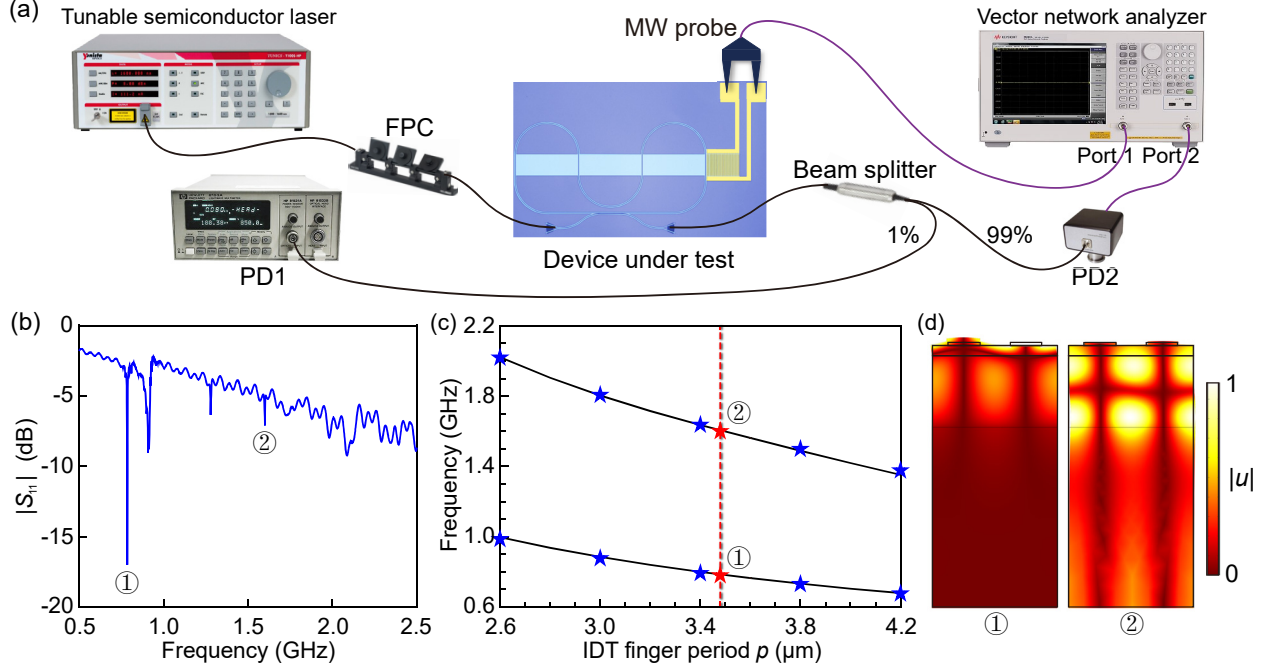 (a)
Tunable semiconductor laser
MW probe
Vector network analyzer
FPC
Port 1 Port 2
Beam splitter
1%
99%
PD1
Device under test
PD2
(b)
0
-5
-10
-15
-20
|S₁₁| (dB)
①
②
0.5 1.0 1.5 2.0 2.5
Frequency (GHz)
(c)
2.2
1.8
1.4
1.0
0.6
Frequency (GHz)
②
①
2.6 3.0 3.4 3.8 4.2
IDT finger period p (µm)
(d)
1
|u|
0
①
②